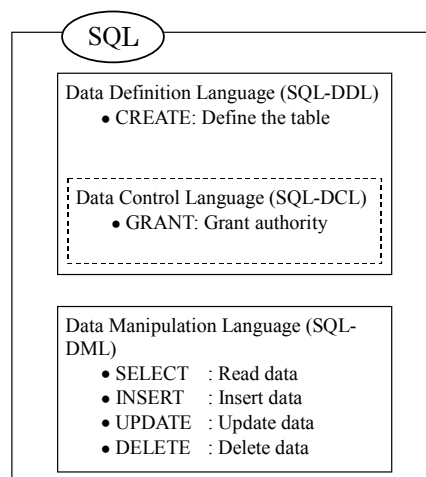 SQL
Data Definition Language (SQL-DDL)
• CREATE: Define the table
Data Control Language (SQL-DCL)
• GRANT: Grant authority
Data Manipulation Language (SQL-
DML)
• SELECT : Read data
• INSERT : Insert data
• UPDATE : Update data
• DELETE : Delete data